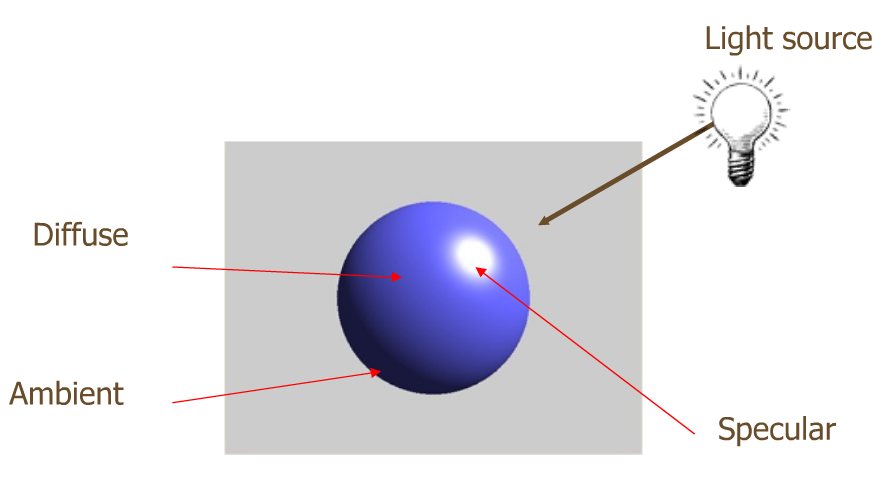 Light source
Diffuse
Ambient
Specular